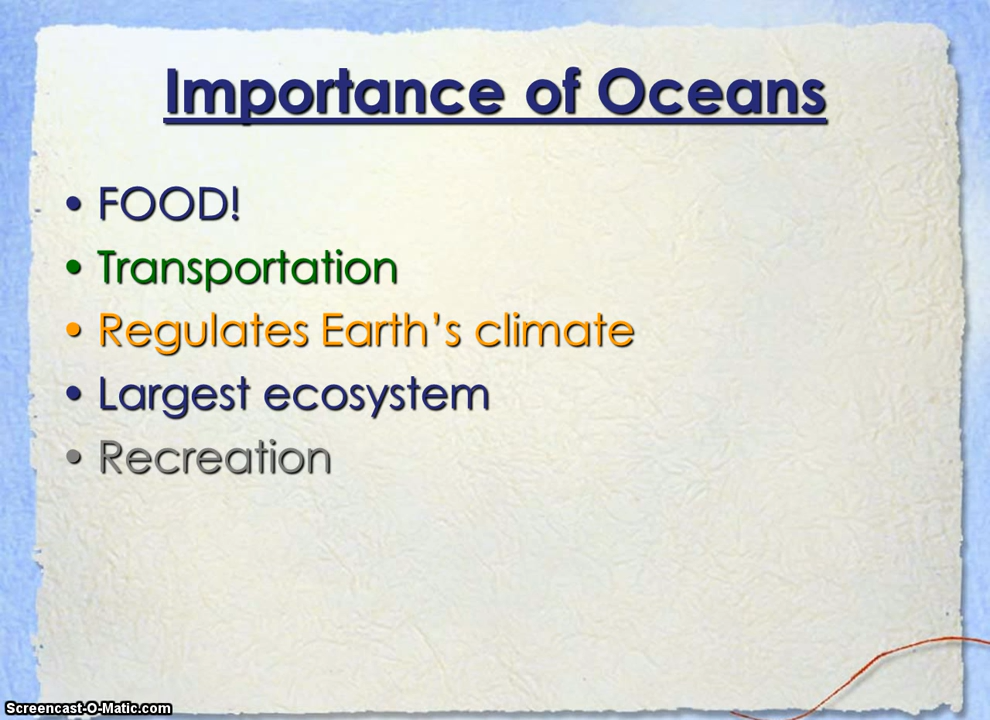 Importance of Oceans
• FOOD!
• Transportation
• Regulates Earth’s climate
• Largest ecosystem
• Recreation
Screencast-O-Matic.com